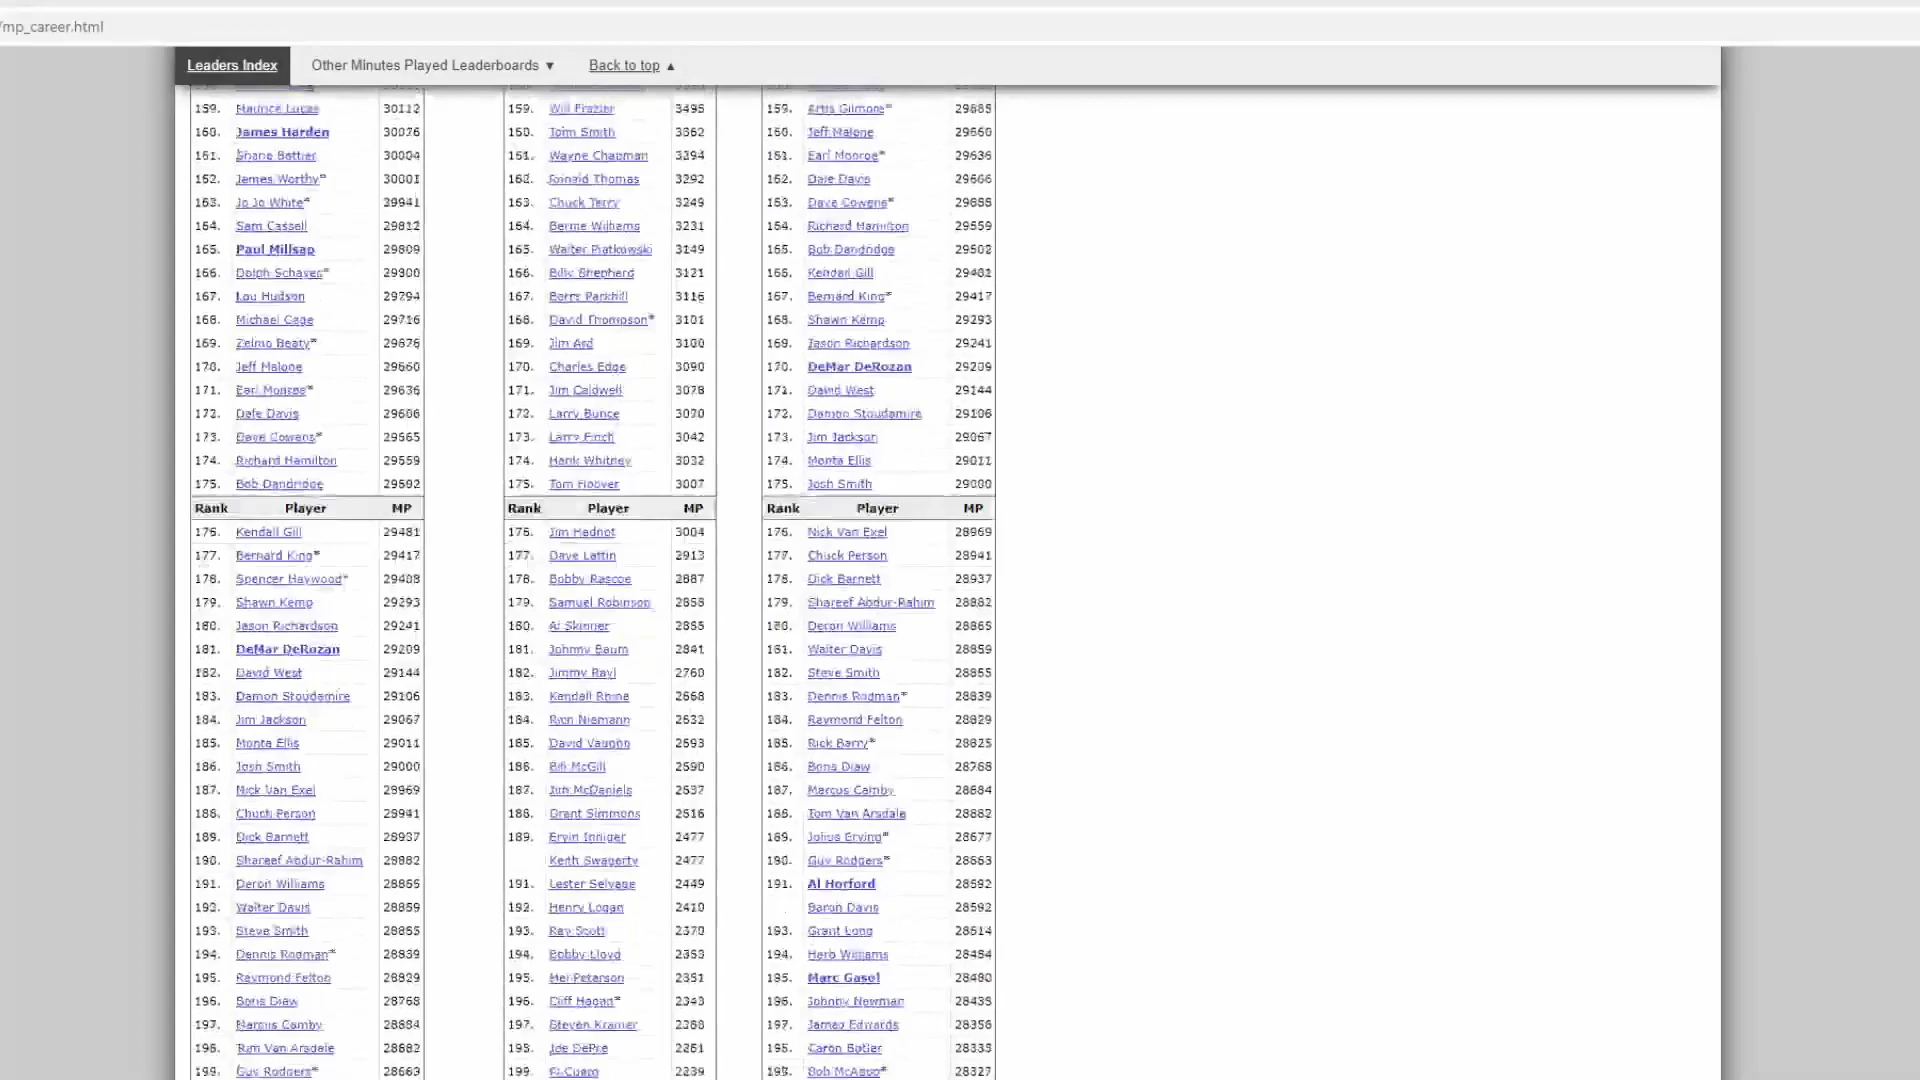 /mp_career.html
Leaders Index Other Minutes Played Leaderboards ▼ Back to top ▲
159. Maurice Lucas 30112 159. Will Frazier 3495 159. Artis Gilmore* 29685
160. James Harden 30076 160. Tom Smith 3362 160. Jeff Malone 29660
161. Shane Battier 30004 161. Wayne Chapman 3294 161. Earl Monroe* 29636
162. James Worthy* 30001 162. Ronald Thomas 3292 162. Dale Davis 29606
163. Jo Jo White* 29941 163. Chuck Terry 3249 163. Dave Cowens*
164. Sam Cassell 29812 164. Bernie Williams 3231 164. Richard Hamilton 29559
165. Paul Millsap 29809 165. Walter Piatkowski 3149 165. Bob Dandridge 29502
166. Dolph Schayes* 29800 166. Billy Shepherd 3121 166. Kendall Gill 29481
167. Lou Hudson 29794 167. Barry Parkhill 3116 167. Bernard King* 29417
168. Michael Cage 29716 168. David Thompson* 3101 168. Shawn Kemp 29293
169. Zelmo Beaty* 29676 169. Jim Ard 3100 169. Jason Richardson 29241
170. Jeff Malone 29660 170. Charles Edge 3090 170. DeMar DeRozan 29209
171. Earl Monroe* 29636 171. Jim Caldwell 3078 171. David West 29144
172. Dale Davis 29606 172. Larry Bunce 3070 172. Damon Stoudamire 29106
173. Dave Cowens* 29565 173. Larry Finch 3042 173. Jim Jackson 29067
174. Richard Hamilton 29559 174. Hank Whitney 3032 174. Monta Ellis 29011
175. Bob Dandridge 29502 175. Tom Hoover 3007 175. Josh Smith 29000
Rank Player MP Rank Player MP Rank Player MP
176. Kendall Gill 29481 176. Jim Hadnot 3004 176. Nick Van Exel 28969
177. Bernard King* 29417 177. Dave Lattin 2913 177. Chuck Person 28941
178. Spencer Haywood* 29408 178. Bobby Rascoe 2887 178. Dick Barnett 28937
179. Shawn Kemp 29293 179. Samuel Robinson 2858 179. Shareef Abdur-Rahim 28882
180. Jason Richardson 29241 180. Al Skinner 2855 180. Deron Williams 28865
181. DeMar DeRozan 29209 181. Johnny Baum 2841 181. Walter Davis 28859
182. David West 29144 182. Jimmy Rayl 2760 182. Steve Smith 28855
183. Damon Stoudamire 29106 183. Kendall Rhine 2668 183. Dennis Rodman* 28839
184. Jim Jackson 29067 184. Rich Niemann 2632 184. Raymond Felton 28829
185. Monta Ellis 29011 185. David Vaughn 2593 185. Rick Barry* 28825
186. Josh Smith 29000 186. Bill McGill 2590 186. Boris Diaw 28768
187. Nick Van Exel 28969 187. Jim McDaniels 2537 187. Marcus Camby 28684
188. Chuck Person 28941 188. Grant Simmons 2516 188. Tom Van Arsdale 28682
189. Dick Barnett 28937 189. Ervin Inniger 2477 189. Julius Erving* 28677
190. Shareef Abdur-Rahim 28882 Keith Swagerty 2477 190. Guy Rodgers* 28663
191. Deron Williams 28865 191. Lester Selvage 2449 191. Al Horford 28592
192. Walter Davis 28859 192. Henry Logan 2410 Baron Davis 28592
193. Steve Smith 28855 193. Ray Scott 2370 193. Grant Long 28514
194. Dennis Rodman* 28839 194. Bobby Lloyd 2353 194. Herb Williams 28484
195. Raymond Felton 28829 195. Mel Peterson 2351 195. Marc Gasol 28480
196. Boris Diaw 28768 196. Cliff Hagan* 2343 196. Johnny Newman 28435
197. Marcus Camby 28684 197. Steven Kramer 2268 197. James Edwards 28356
198. Tom Van Arsdale 28682 198. Joe DePre 2261 198. Caron Butler 28335
199. Guy Rodgers* 28663 199. Al Cueto 2239 199. Bob McAdoo* 28327